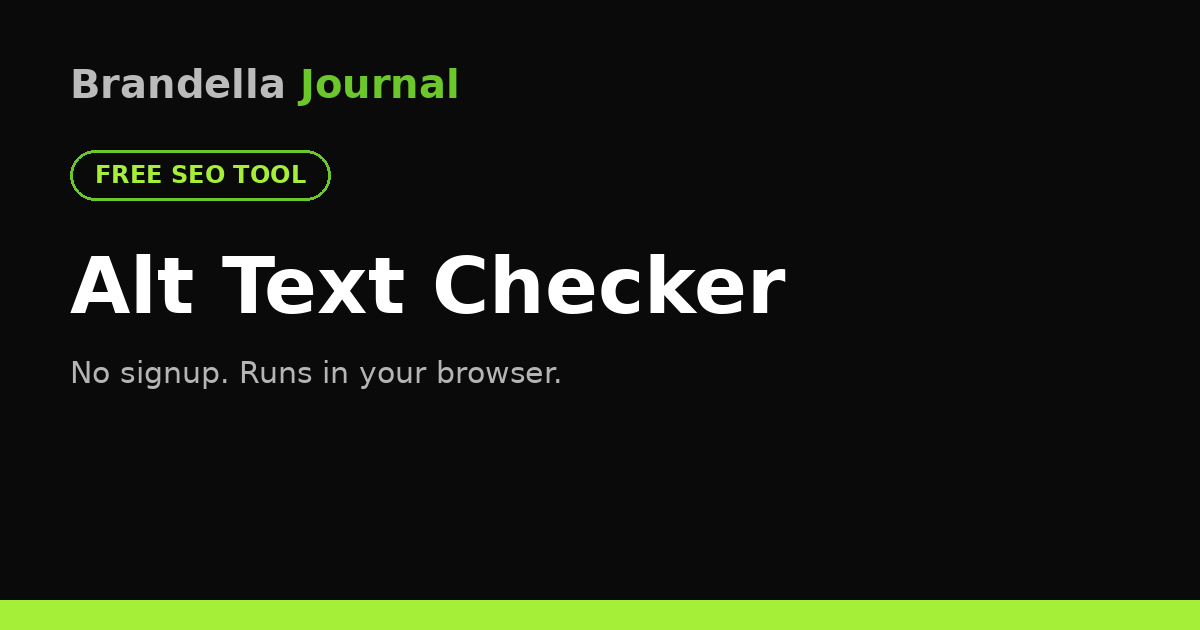 Brandella Journal
FREE SEO TOOL
Alt Text Checker
No signup. Runs in your browser.